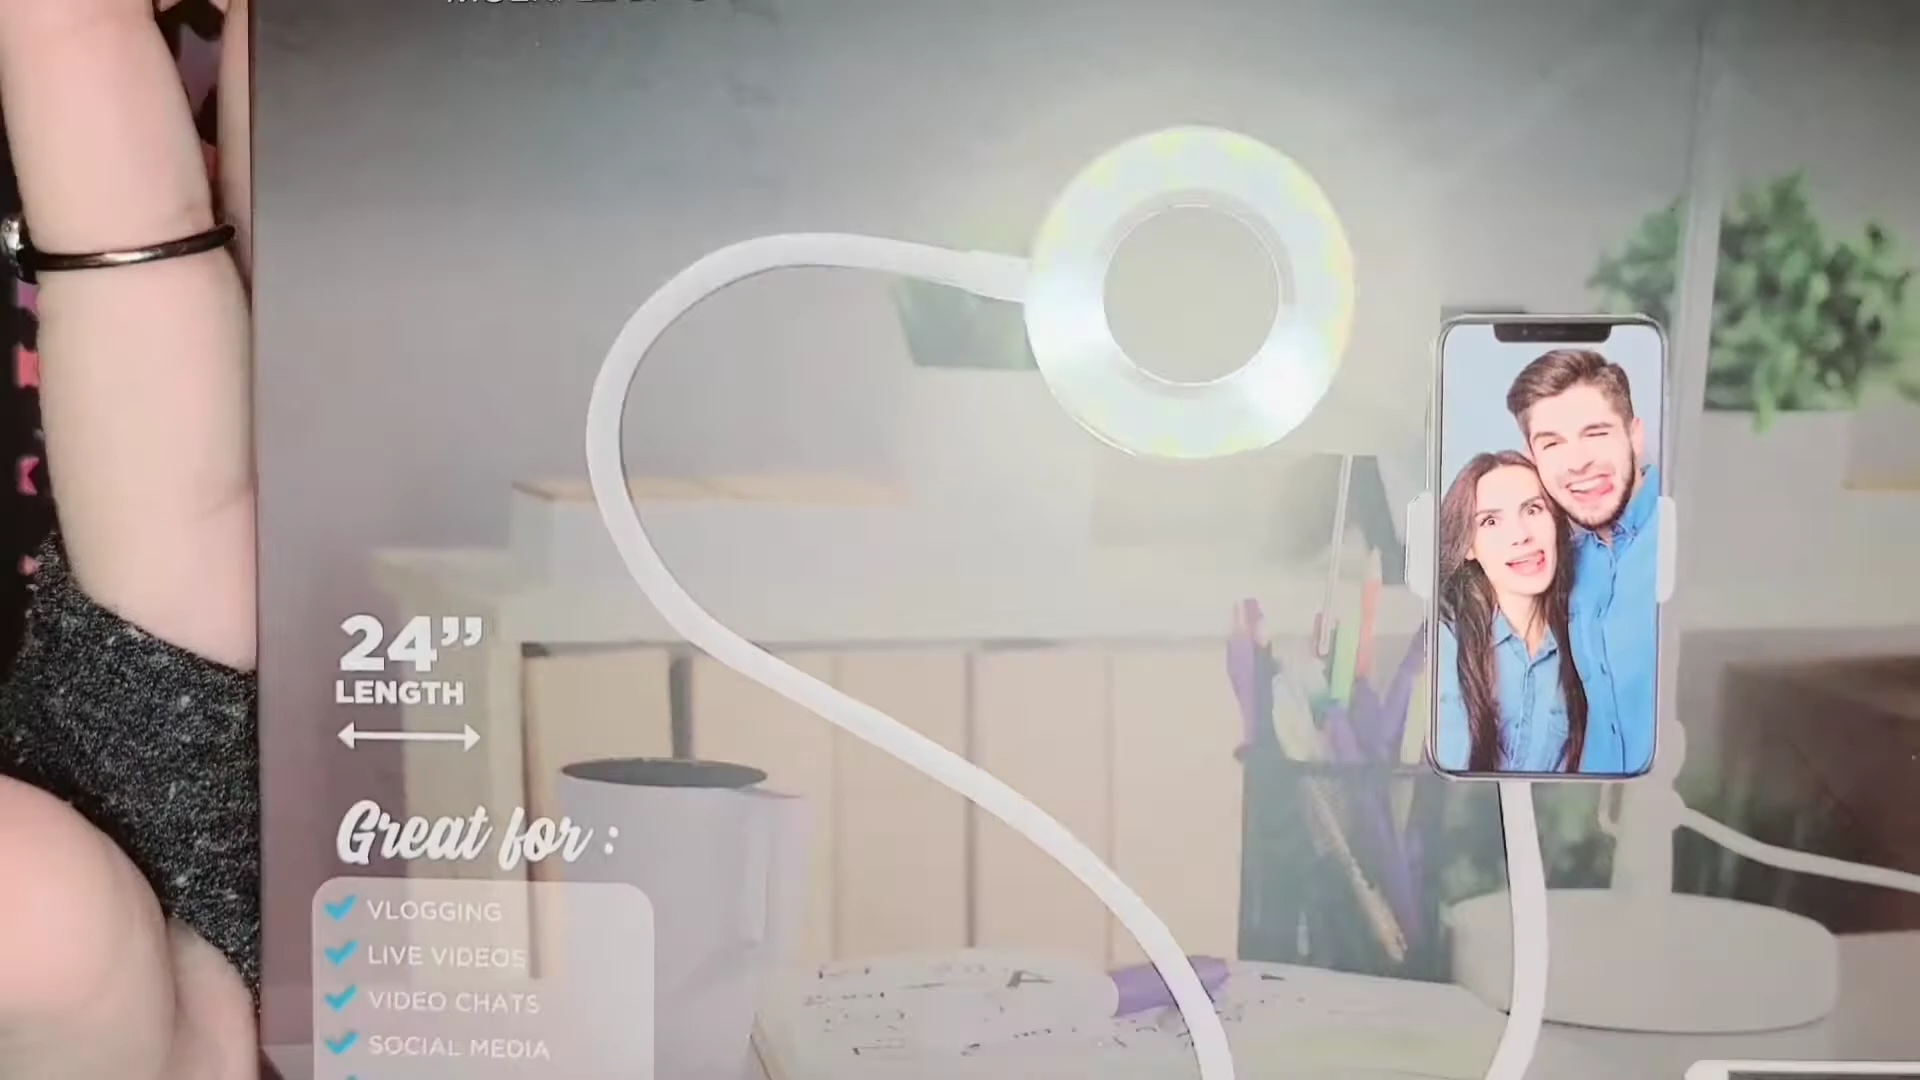 24”
LENGTH
Great for:
VLOGGING
LIVE VIDEOS
VIDEO CHATS
SOCIAL MEDIA